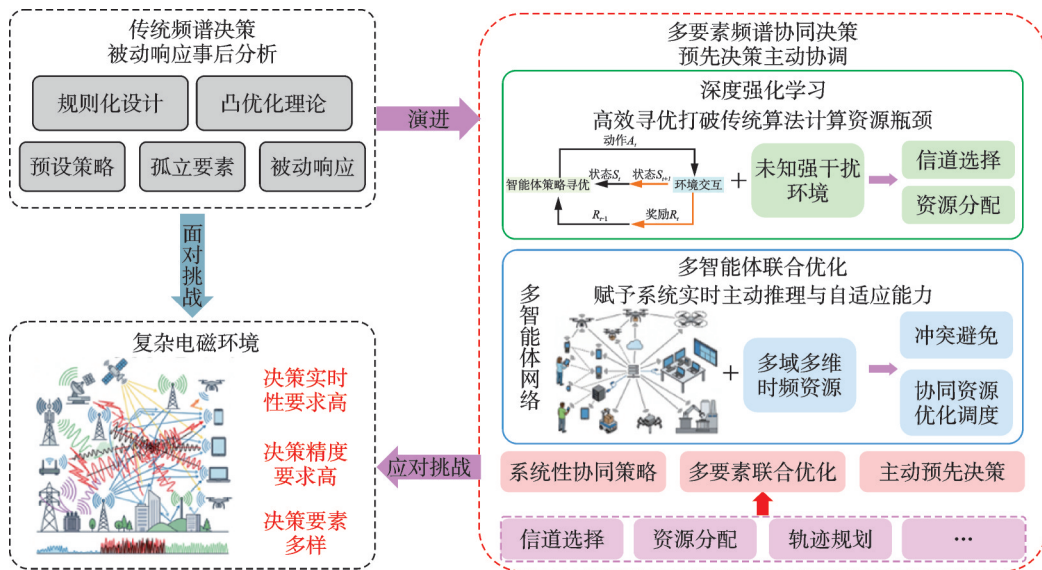 传统频谱决策
被动响应事后分析
规则化设计
凸优化理论
预设策略
孤立要素
被动响应
演进
面对挑战
复杂电磁环境
决策实时
性要求高
决策精度
要求高
决策要素
多样
应对挑战
多要素频谱协同决策
预先决策主动协调
深度强化学习
高效寻优打破传统算法计算资源瓶颈
动作Aₜ
智能体策略寻优
状态Sₜ
状态Sₜ₊₁
环境交互
Rₜ₋₁
奖励Rₜ
+
未知强干扰
环境
信道选择
资源分配
多智能体联合优化
赋予系统实时主动推理与自适应能力
多智能体网络
+
多域多维
时频资源
冲突避免
协同资源
优化调度
系统性协同策略
多要素联合优化
主动预先决策
信道选择
资源分配
轨迹规划
…